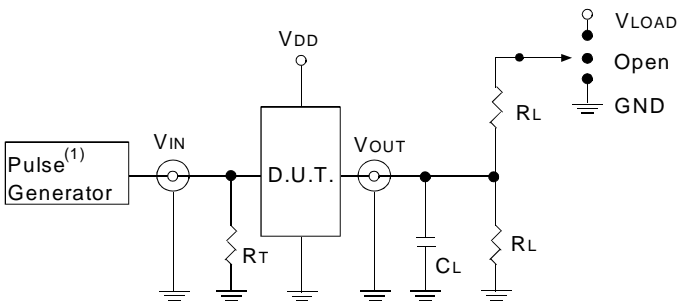 VLOAD
VDD
Open
RL
GND
VIN
VOUT
Pulse(1)
Generator
D.U.T.
RT
CL
RL